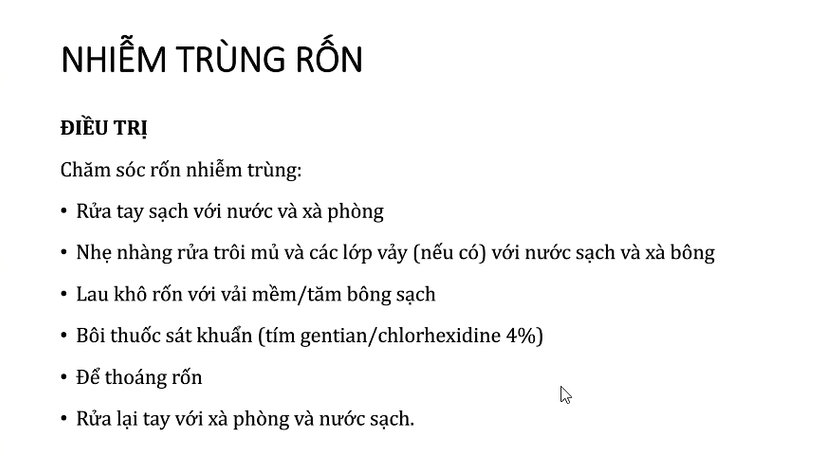 NHIỄM TRÙNG RỐN
ĐIỀU TRỊ
Chăm sóc rốn nhiễm trùng:
• Rửa tay sạch với nước và xà phòng
• Nhẹ nhàng rửa trôi mủ và các lớp vảy (nếu có) với nước sạch và xà bông
• Lau khô rốn với vải mềm/tăm bông sạch
• Bôi thuốc sát khuẩn (tím gentian/chlorhexidine 4%)
• Để thoáng rốn
• Rửa lại tay với xà phòng và nước sạch.